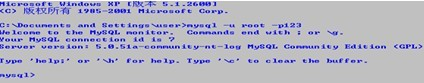 Microsoft Windows XP [版本 5.1.2600]
(C) 版权所有 1985-2001 Microsoft Corp.
C:\Documents and Settings\user>mysql -u root -p123
Welcome to the MySQL monitor.  Commands end with ; or \g.
Your MySQL connection id is 7
Server version: 5.0.51a-community-nt-log MySQL Community Edition (GPL)
Type 'help;' or '\h' for help. Type '\c' to clear the buffer.
mysql>